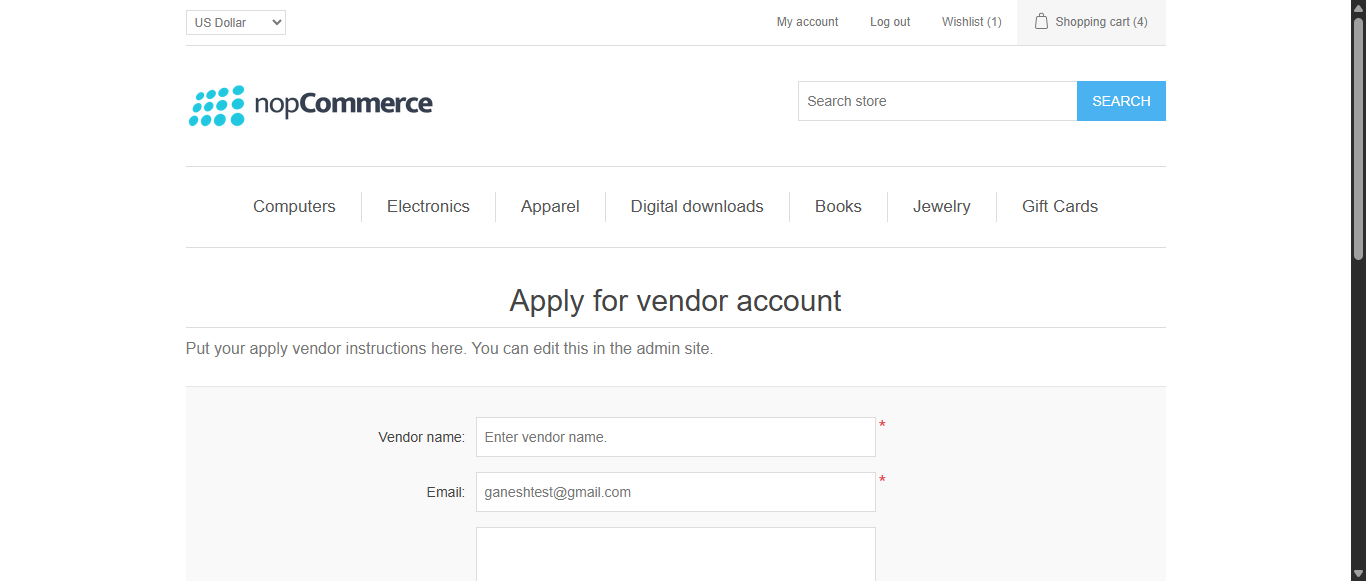 US Dollar
My account
Log out
Wishlist (1)
Shopping cart (4)
nopCommerce
Search store
SEARCH
Computers
Electronics
Apparel
Digital downloads
Books
Jewelry
Gift Cards
Apply for vendor account
Put your apply vendor instructions here. You can edit this in the admin site.
Vendor name:
Enter vendor name.
*
Email:
ganeshtest@gmail.com
*